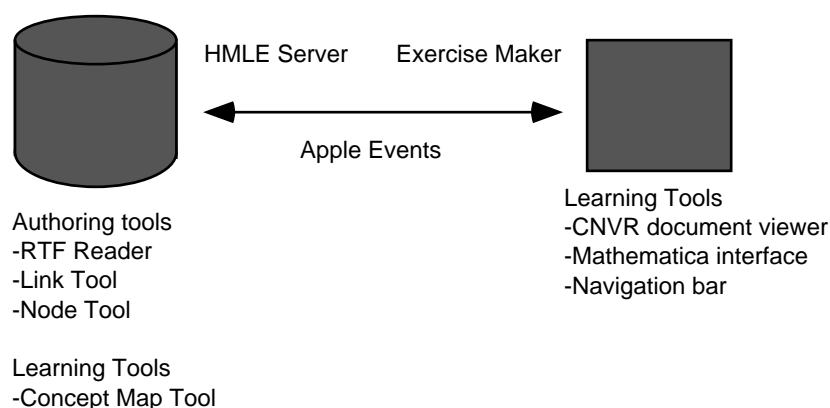 HMLE Server
Exercise Maker
Apple Events
Authoring tools
-RTF Reader
-Link Tool
-Node Tool
Learning Tools
-Concept Map Tool
Learning Tools
-CNVR document viewer
-Mathematica interface
-Navigation bar